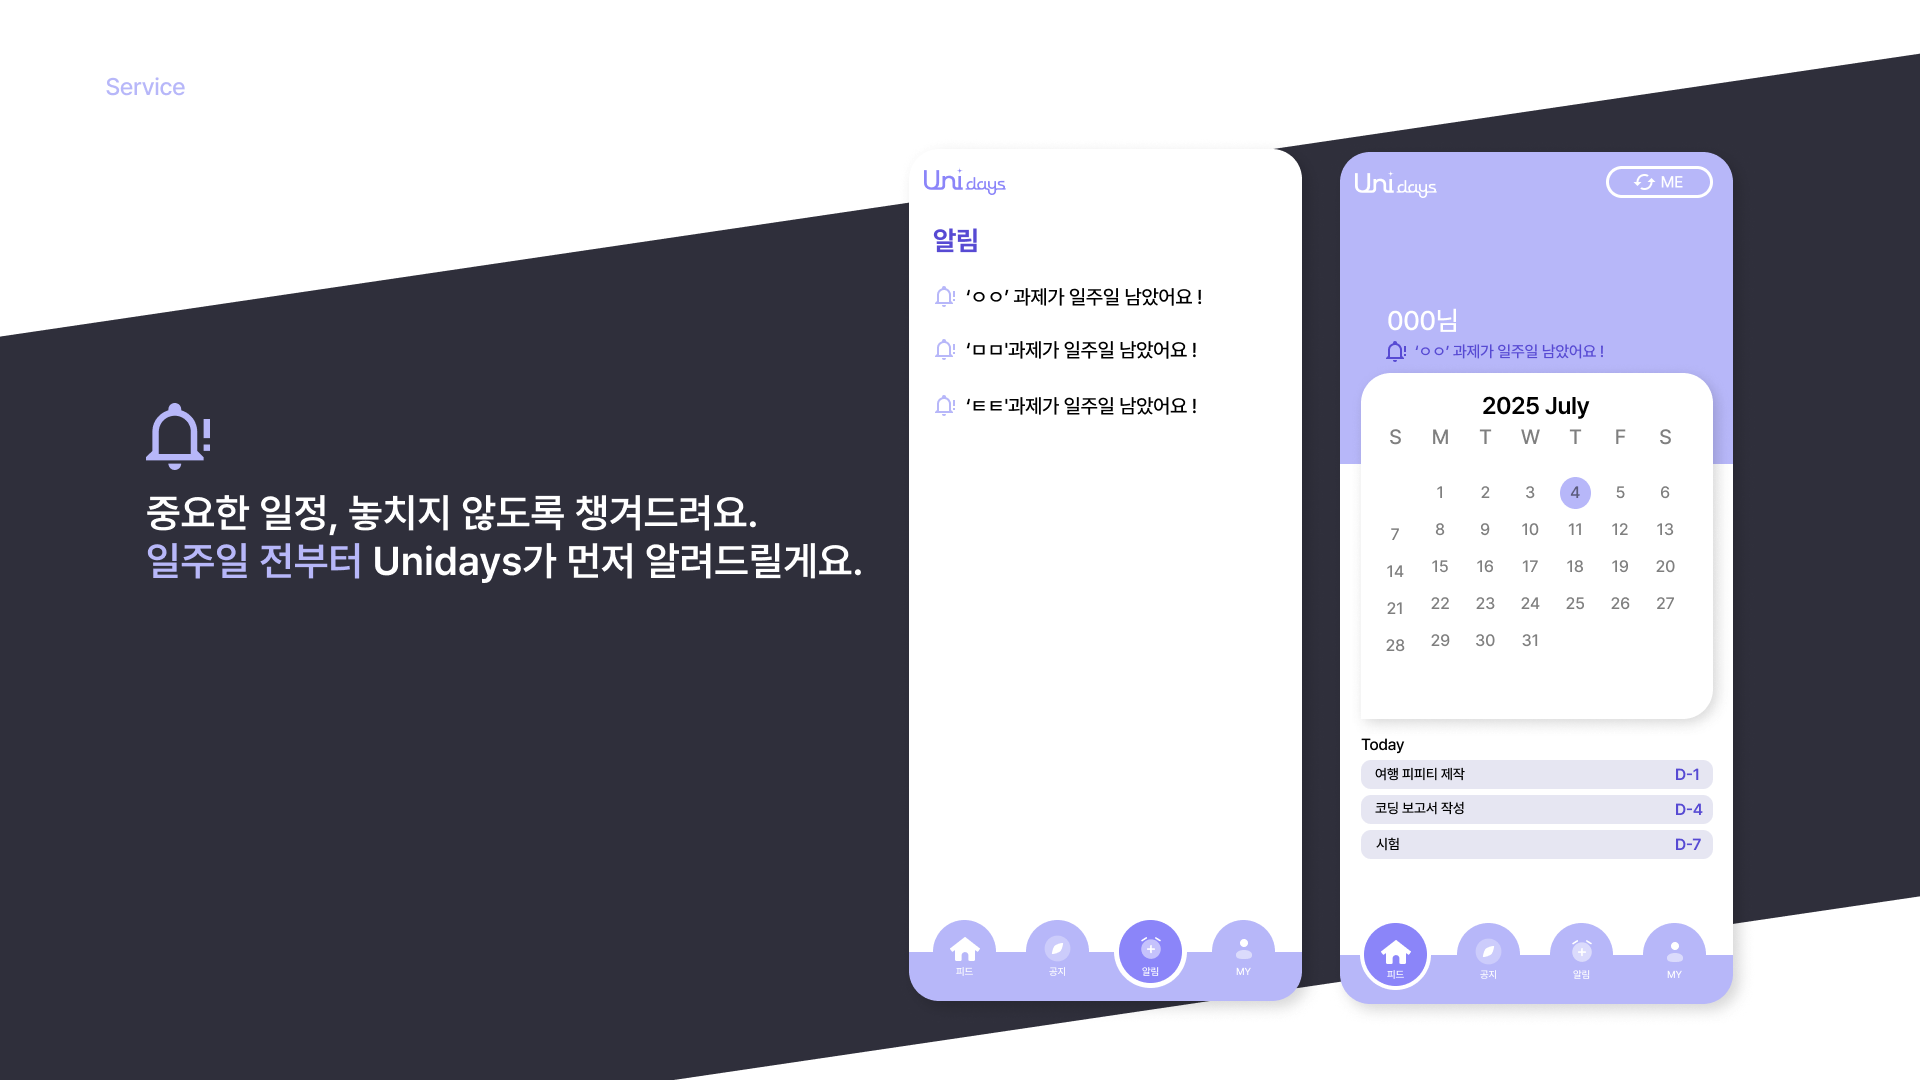 Service
중요한 일정, 놓치지 않도록 챙겨드려요.
일주일 전부터 Unidays가 먼저 알려드릴게요.
Uni days
알림
‘ㅇㅇ’ 과제가 일주일 남았어요 !
‘ㅁㅁ'과제가 일주일 남았어요 !
‘ㅌㅌ'과제가 일주일 남았어요 !
피드 공지 알림 MY
Uni days ME
000님
‘ㅇㅇ’ 과제가 일주일 남았어요 !
2025 July
S M T W T F S
1 2 3 4 5 6
7 8 9 10 11 12 13
14 15 16 17 18 19 20
21 22 23 24 25 26 27
28 29 30 31
Today
여행 피피티 제작 D-1
코딩 보고서 작성 D-4
시험 D-7
피드 공지 알림 MY